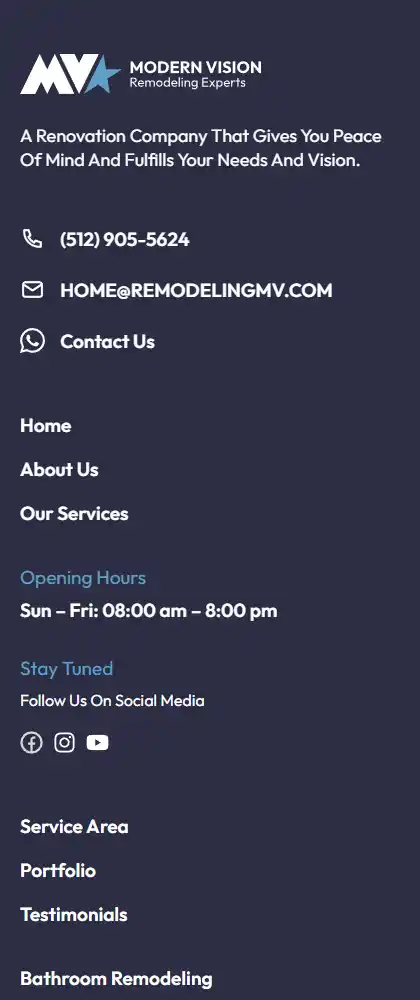 MV
MODERN VISION
Remodeling Experts
A Renovation Company That Gives You Peace
Of Mind And Fulfills Your Needs And Vision.
(512) 905-5624
HOME@REMODELINGMV.COM
Contact Us
Home
About Us
Our Services
Opening Hours
Sun – Fri: 08:00 am – 8:00 pm
Stay Tuned
Follow Us On Social Media
Service Area
Portfolio
Testimonials
Bathroom Remodeling